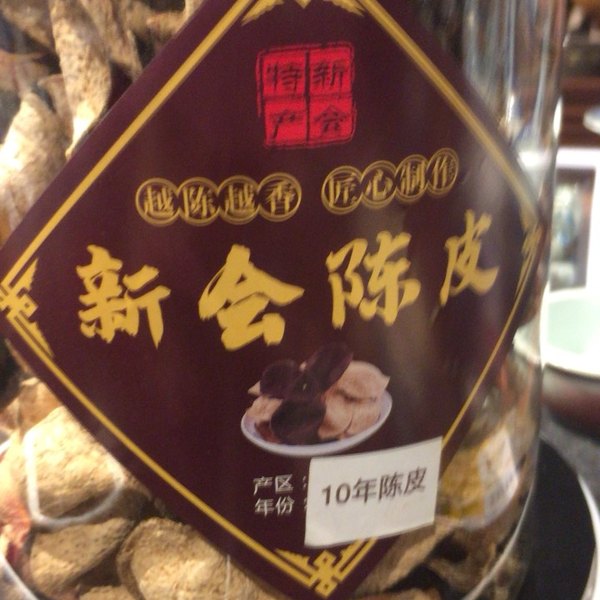 新会特产
越陈越香 匠心制作
新会陈皮
产区：
年份：
10年陈皮